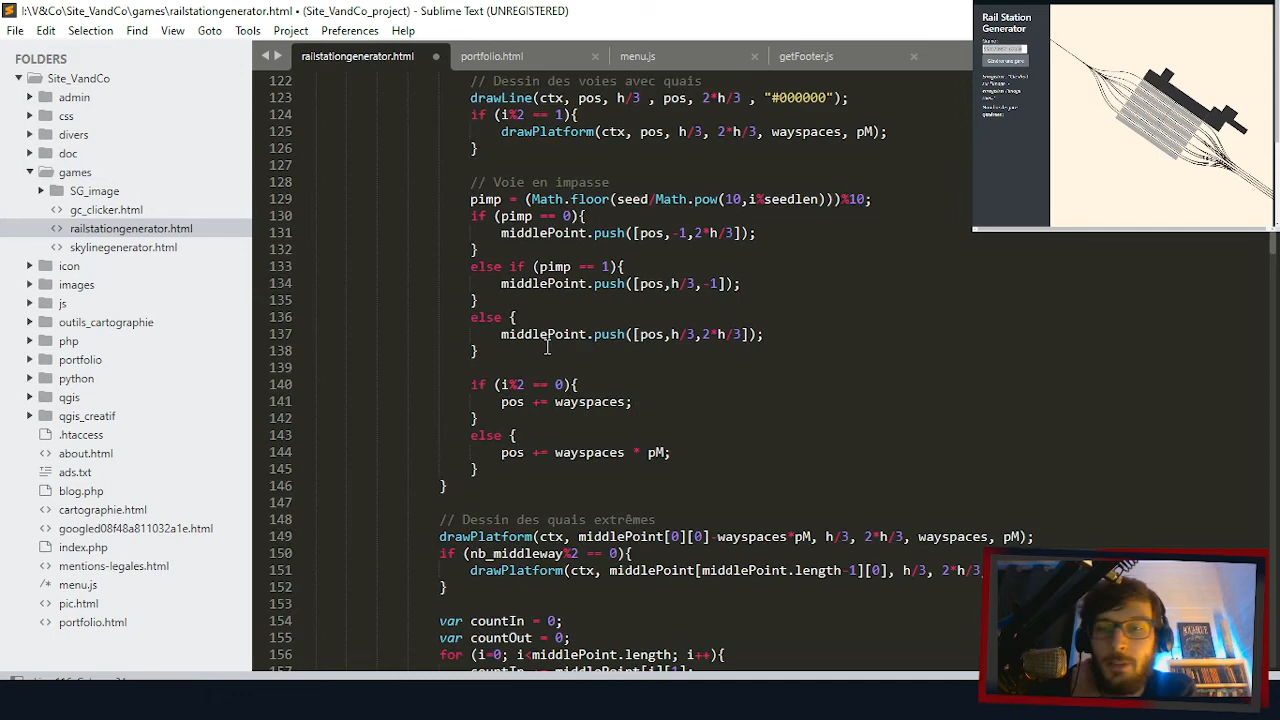 I:\V&Co\Site_VandCo\games\railstationgenerator.html • (Site_VandCo_project) - Sublime Text (UNREGISTERED)
File Edit Selection Find View Goto Tools Project Preferences Help
FOLDERS
Site_VandCo
admin
css
divers
doc
games
SG_image
gc_clicker.html
railstationgenerator.html
skylinegenerator.html
icon
images
js
outils_cartographie
php
portfolio
python
qgis
qgis_creatif
.htaccess
about.html
ads.txt
blog.php
cartographie.html
googled08f48a811032a1e.html
index.php
mentions-legales.html
menu.js
pic.html
portfolio.html
railstationgenerator.html portfolio.html menu.js getFooter.js
122 // Dessin des voies avec quais
123 drawLine(ctx, pos, h/3 , pos, 2*h/3 , "#000000");
124 if (i%2 == 1){
125 drawPlatform(ctx, pos, h/3, 2*h/3, wayspaces, pM);
126 }
127
128 // Voie en impasse
129 pimp = (Math.floor(seed/Math.pow(10,i%seedlen)))%10;
130 if (pimp == 0){
131 middlePoint.push([pos,-1,2*h/3]);
132 }
133 else if (pimp == 1){
134 middlePoint.push([pos,h/3,-1]);
135 }
136 else {
137 middlePoint.push([pos,h/3,2*h/3]);
138 }
139
140 if (i%2 == 0){
141 pos += wayspaces;
142 }
143 else {
144 pos += wayspaces * pM;
145 }
146 }
147
148 // Dessin des quais extrêmes
149 drawPlatform(ctx, middlePoint[0][0]-wayspaces*pM, h/3, 2*h/3, wayspaces, pM);
150 if (nb_middleway%2 == 0){
151 drawPlatform(ctx, middlePoint[middlePoint.length-1][0], h/3, 2*h/3,
152 }
153
154 var countIn = 0;
155 var countOut = 0;
156 for (i=0; i<middlePoint.length; i++){
Rail Station
Generator
Name:
Générer une gare